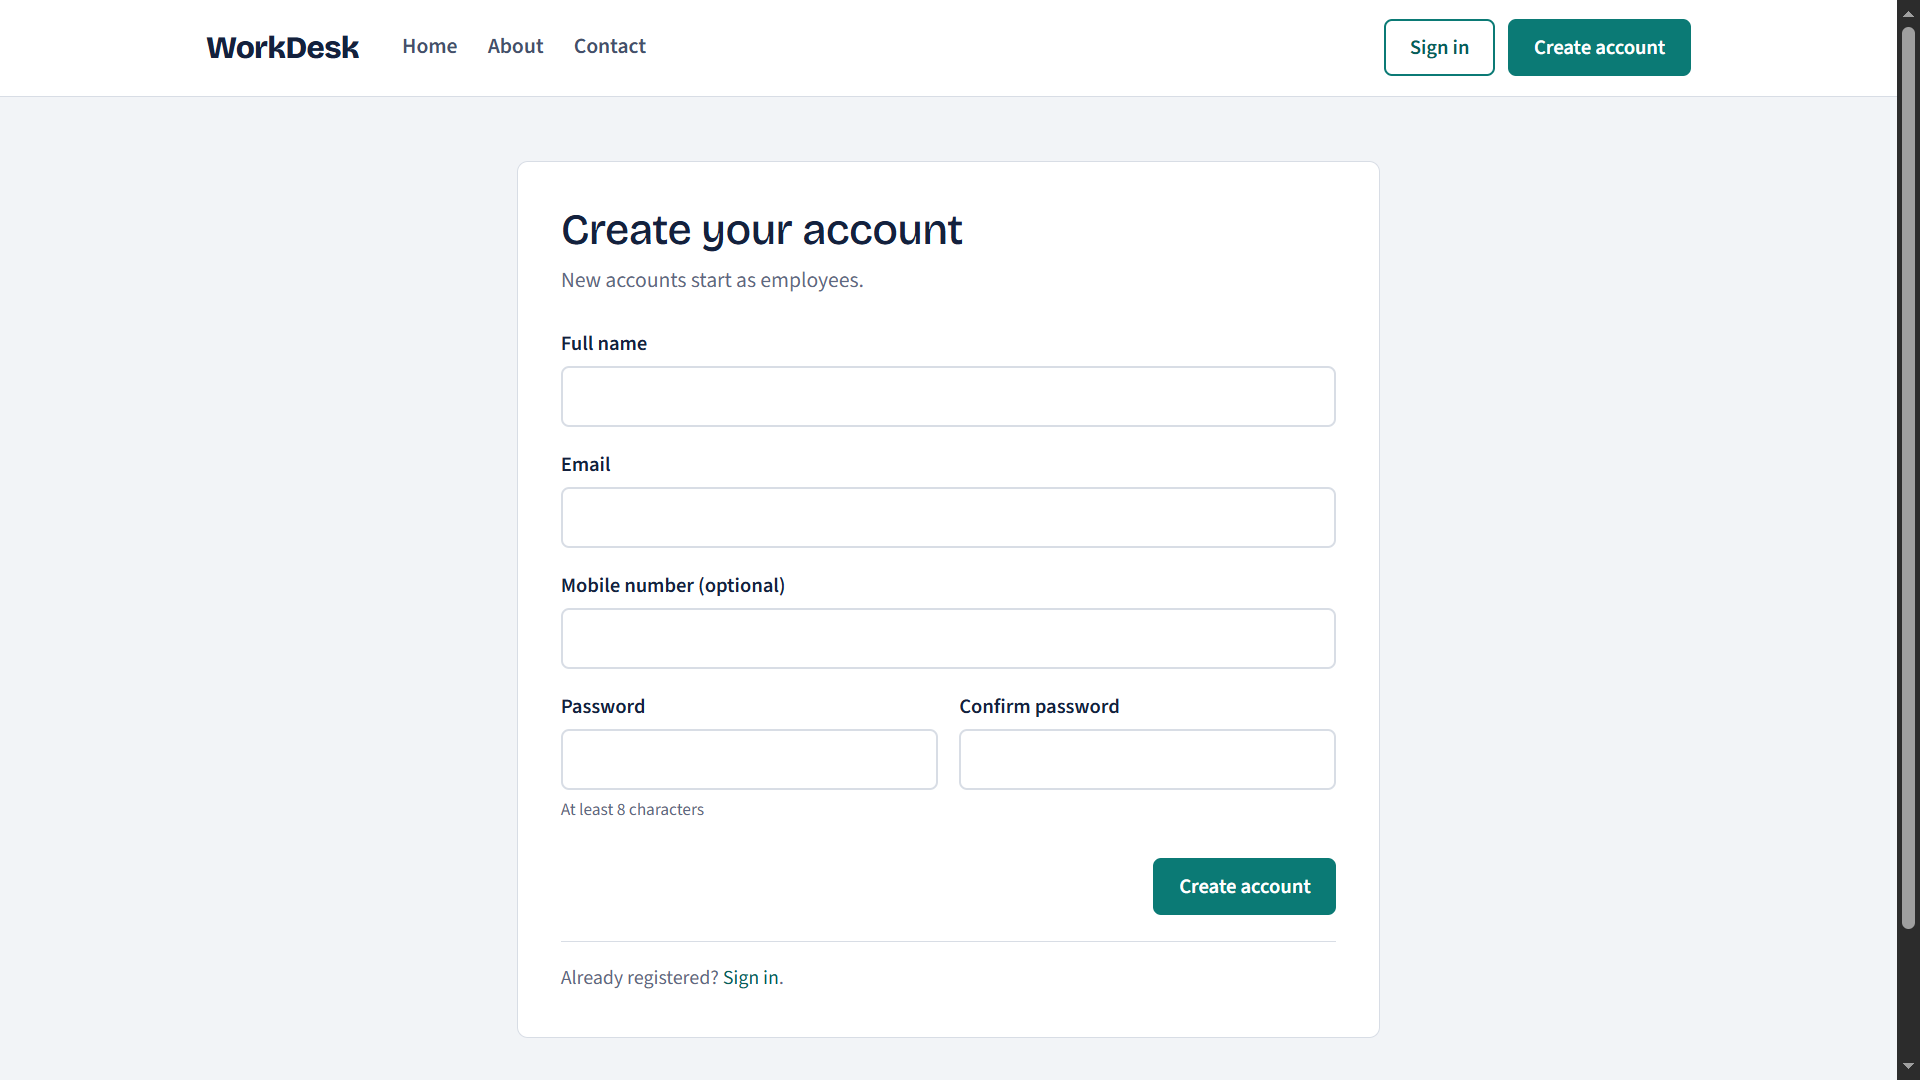 WorkDesk Home About Contact Sign in Create account
Create your account
New accounts start as employees.
Full name
Email
Mobile number (optional)
Password Confirm password
At least 8 characters
Create account
Already registered? Sign in.